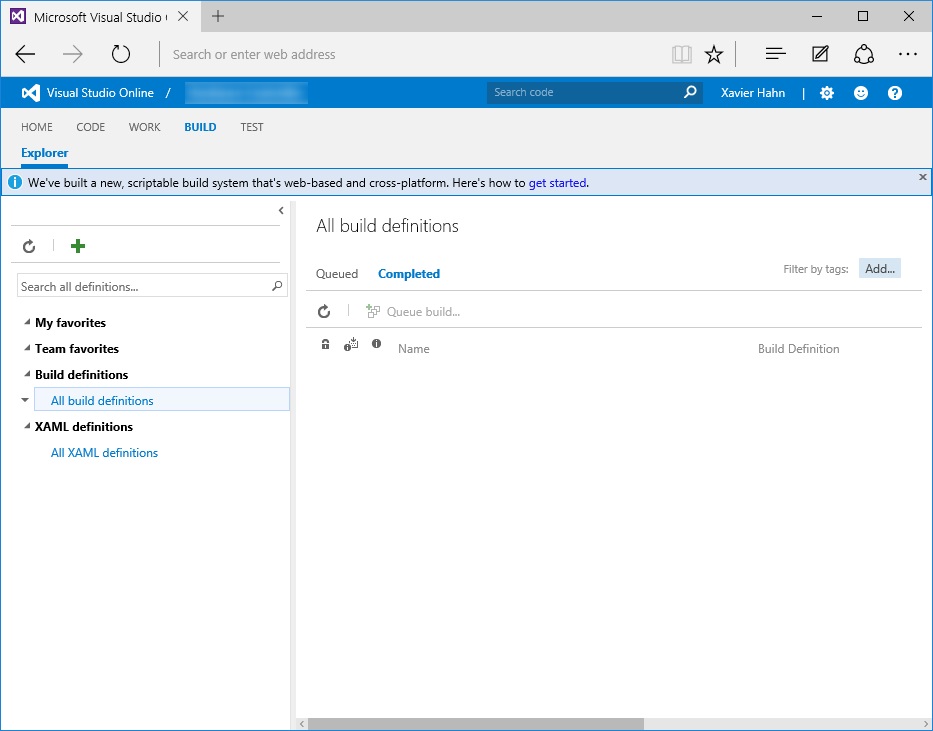 Microsoft Visual Studio
Search or enter web address
Visual Studio Online /
Search code
Xavier Hahn |
HOME CODE WORK BUILD TEST
Explorer
We've built a new, scriptable build system that's web-based and cross-platform. Here's how to get started.
All build definitions
Queued Completed
Filter by tags: Add...
Search all definitions...
Queue build...
My favorites
Name
Build Definition
Team favorites
Build definitions
All build definitions
XAML definitions
All XAML definitions